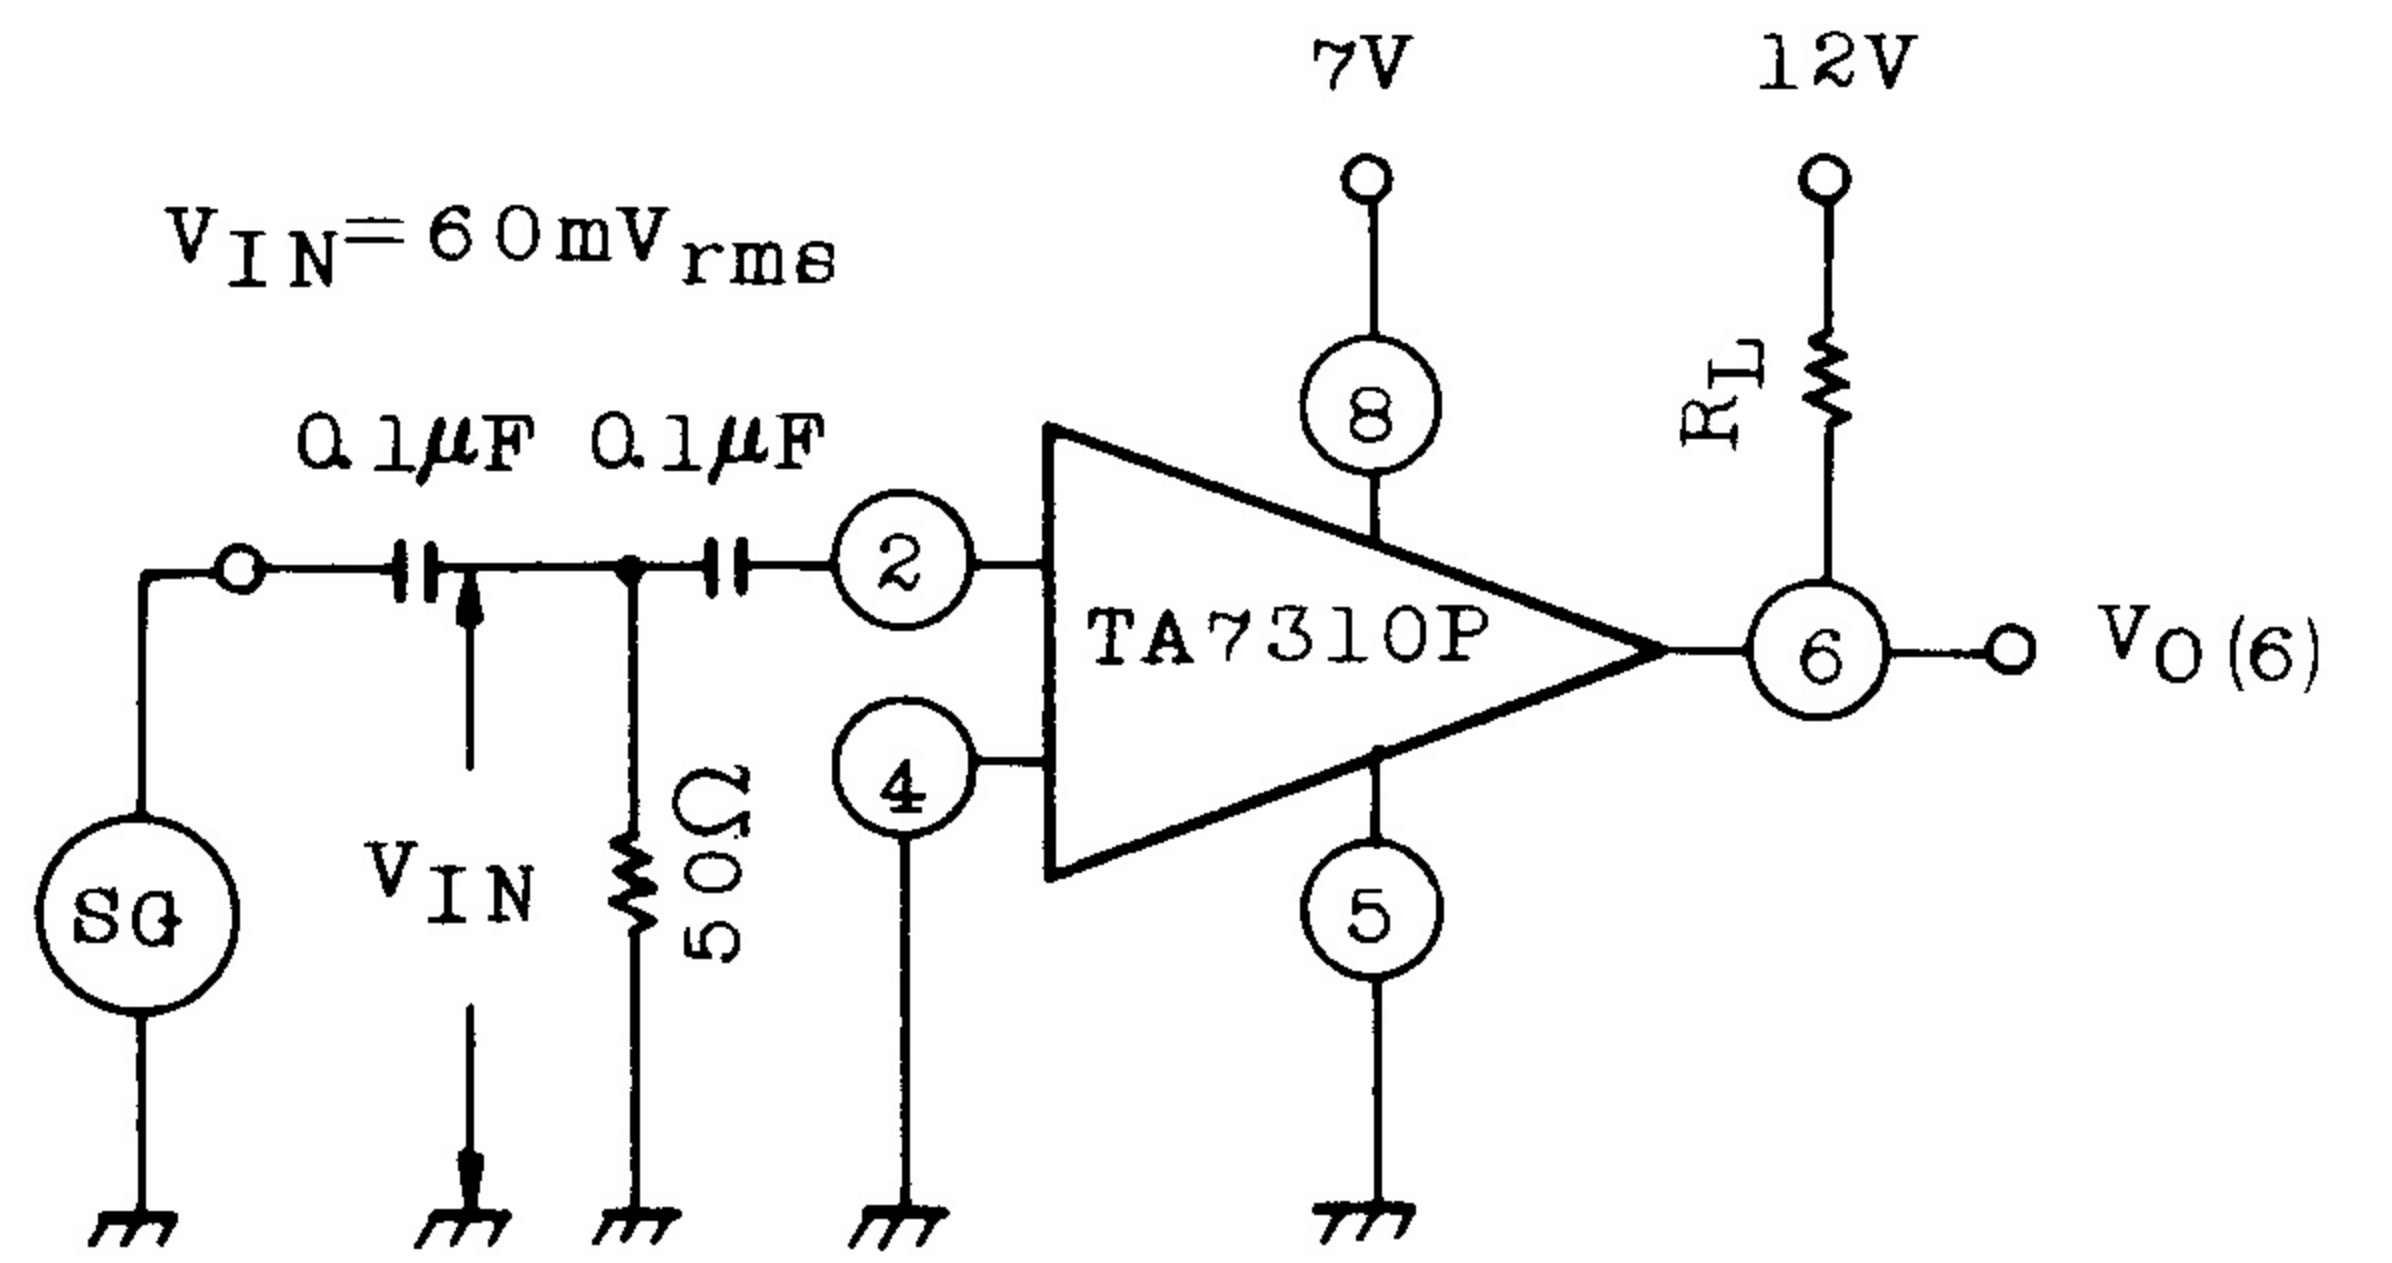 7V
12V
VIN=60mVrms
RL
8
0.1μF 0.1μF
2
TA7310P
6
VO(6)
4
50Ω
VIN
SG
5